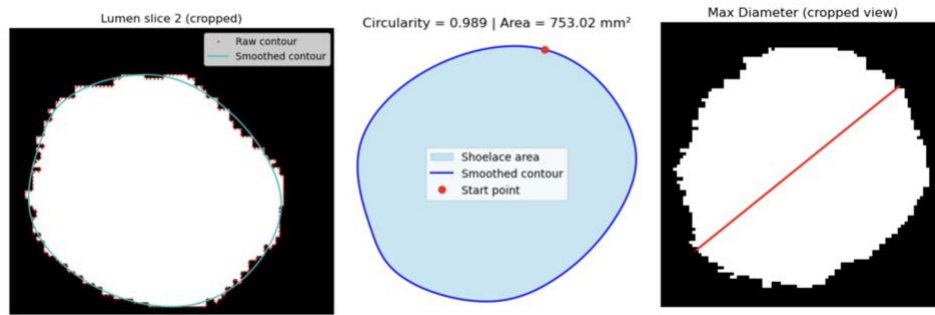 Lumen slice 2 (cropped)
Raw contour
Smoothed contour
Circularity = 0.989 | Area = 753.02 mm²
Shoelace area
Smoothed contour
Start point
Max Diameter (cropped view)